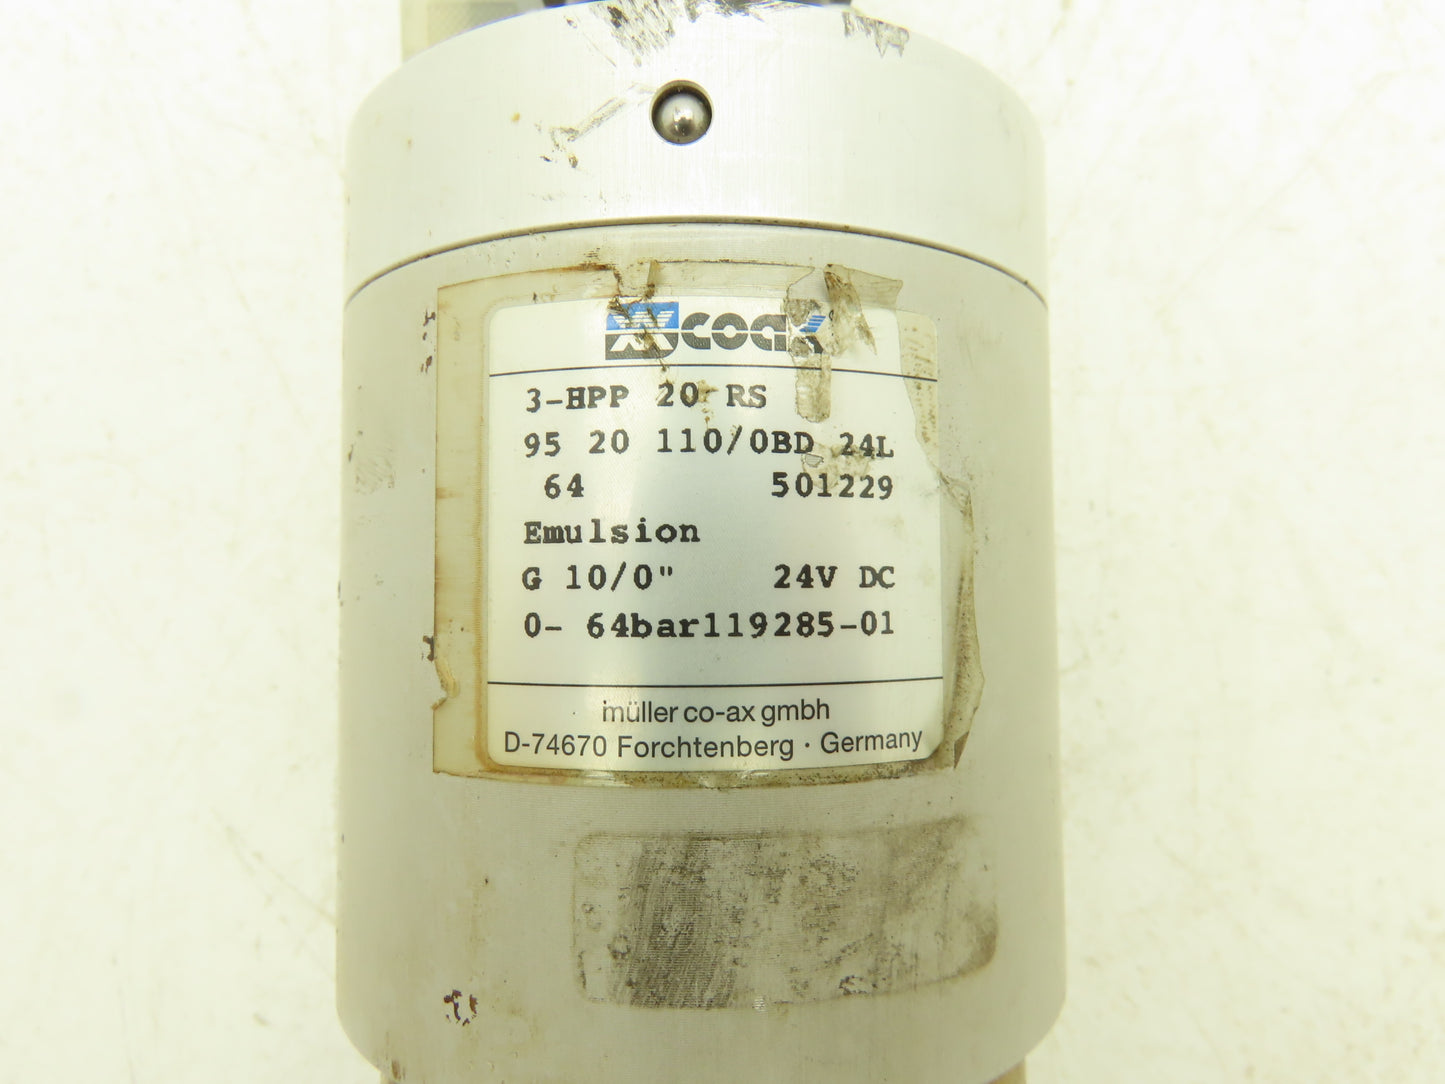 coax
3-HPP 20 RS
95 20 110/0BD 24L
64 501229
Emulsion
G 10/0" 24V DC
0- 64bar119285-01
müller co-ax gmbh
D-74670 Forchtenberg · Germany